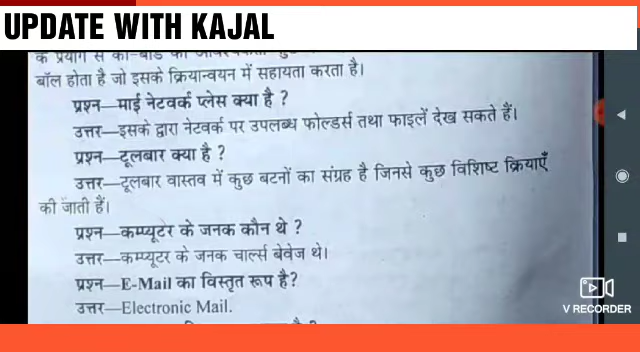 UPDATE WITH KAJAL
बॉल होता है जो इसके क्रियान्वयन में सहायता करता है।
प्रश्न—माई नेटवर्क प्लेस क्या है ?
उत्तर—इसके द्वारा नेटवर्क पर उपलब्ध फोल्डर्स तथा फाइलें देख सकते हैं।
प्रश्न—टूलबार क्या है ?
उत्तर—टूलबार वास्तव में कुछ बटनों का संग्रह है जिनसे कुछ विशिष्ट क्रियाएँ
की जाती हैं।
प्रश्न—कम्प्यूटर के जनक कौन थे ?
उत्तर—कम्प्यूटर के जनक चार्ल्स बेवेज थे।
प्रश्न—E-Mail का विस्तृत रूप है?
उत्तर—Electronic Mail.
V RECORDER